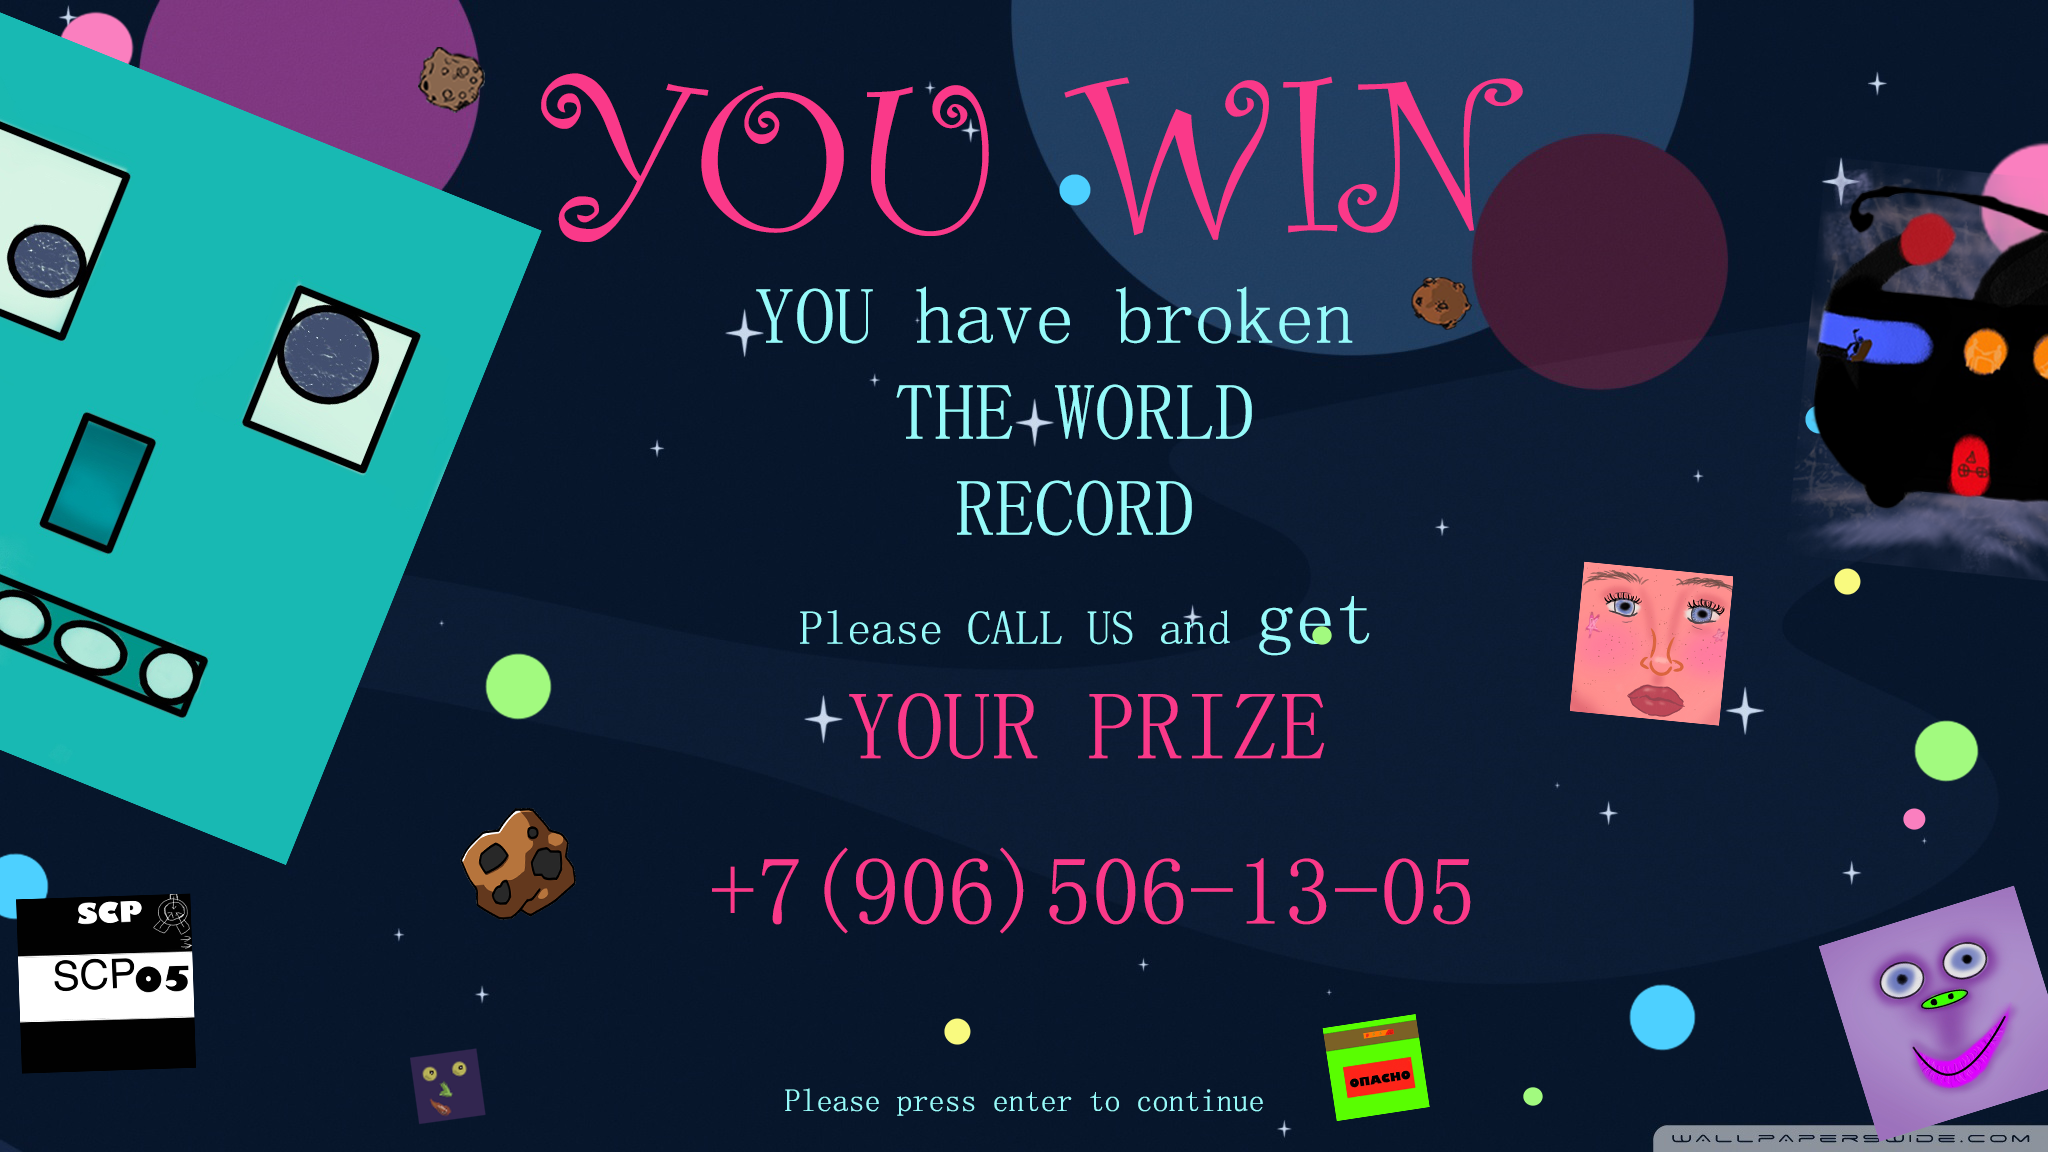 YOU WIN
YOU have broken
THE WORLD
RECORD
Please CALL US and get
YOUR PRIZE
+7(906)506-13-05
SCP
SCP05
ОПАСНО
Please press enter to continue
WALLPAPERSWIDE.COM